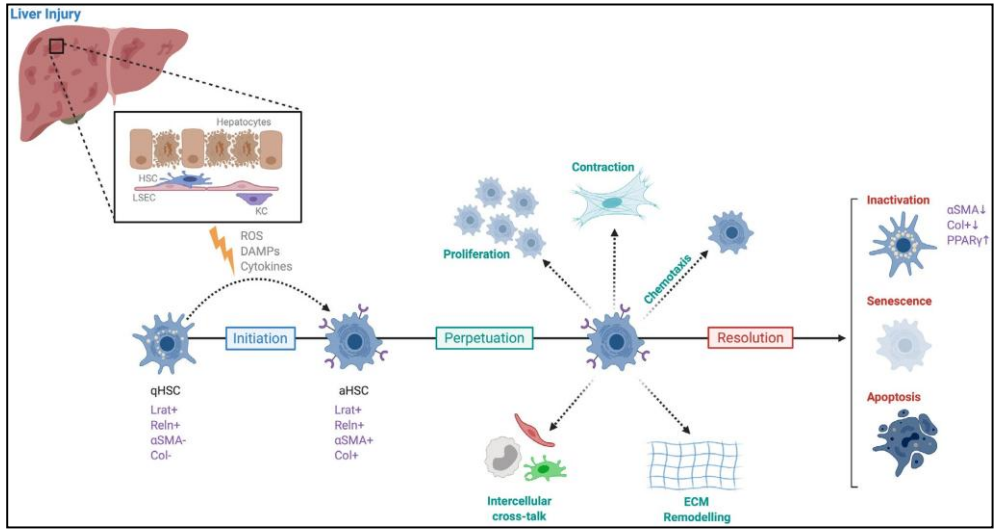 Liver Injury
Hepatocytes
HSC
LSEC
KC
ROS
DAMPs
Cytokines
Contraction
Proliferation
Chemotaxis
Inactivation
αSMA↓
Col+↓
PPARγ↑
Senescence
Apoptosis
Initiation
Perpetuation
Resolution
qHSC
Lrat+
Reln+
αSMA-
Col-
aHSC
Lrat+
Reln+
αSMA+
Col+
Intercellular
cross-talk
ECM
Remodelling